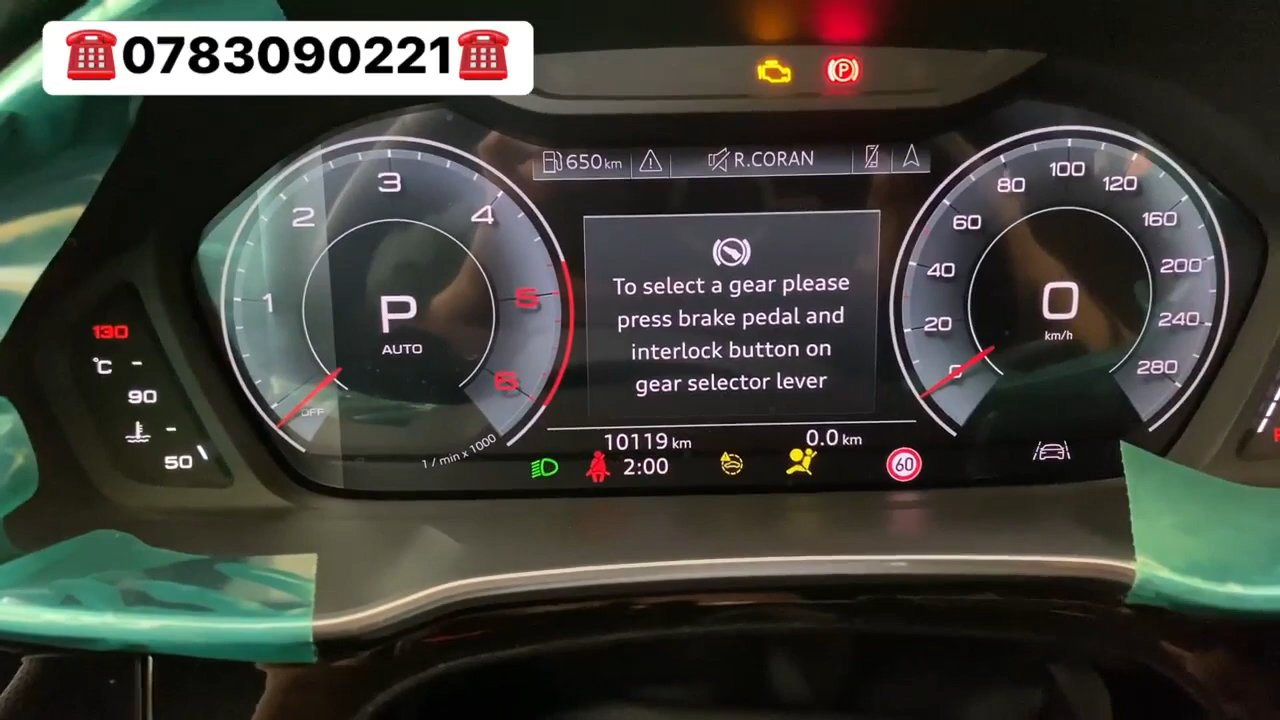 ☎️0783090221☎️
650 km
R.CORAN
1
2
3
4
5
6
P
AUTO
OFF
1 / min x 1000
To select a gear please
press brake pedal and
interlock button on
gear selector lever
10119 km
0.0 km
2:00
60
0
20
40
60
80
100
120
160
200
240
280
0
km/h
130
°C
90
50